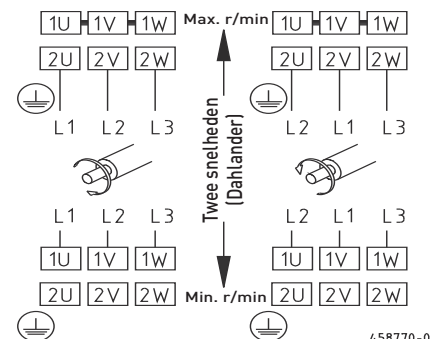 1U 1V 1W Max. r/min 1U 1V 1W
2U 2V 2W 2U 2V 2W
L1 L2 L3 L2 L1 L3
Twee snelheden
(Dahlander)
L1 L2 L3 L2 L1 L3
1U 1V 1W 1U 1V 1W
2U 2V 2W Min. r/min 2U 2V 2W